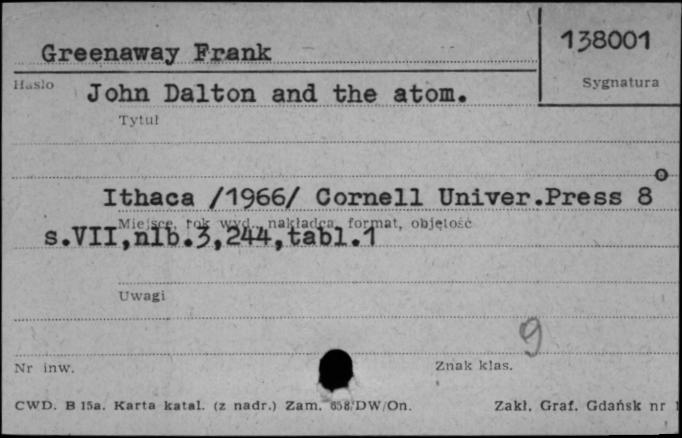 138001
Greenaway Frank
Sygnatura
Hasło
John Dalton and the atom.
Tytuł
Ithaca /1966/ Cornell Univer.Press 8°
Miejsce, rok wyd., nakładca, format, objętość
s.VII,nlb.3,244,tabl.1
Uwagi
9
Nr inw.
Znak klas.
CWD. B 15a. Karta katal. (z nadr.) Zam. 658/DW/On. Zakł. Graf. Gdańsk nr 1